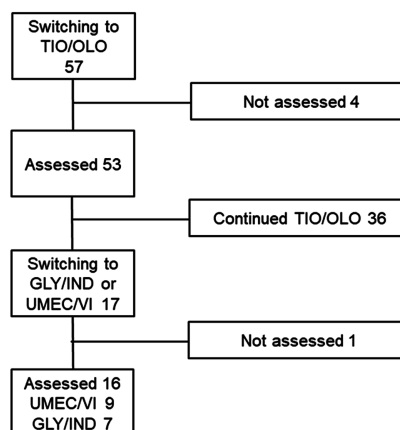 Switching to
TIO/OLO
57
Not assessed 4
Assessed 53
Continued TIO/OLO 36
Switching to
GLY/IND or
UMEC/VI 17
Not assessed 1
Assessed 16
UMEC/VI 9
GLY/IND 7